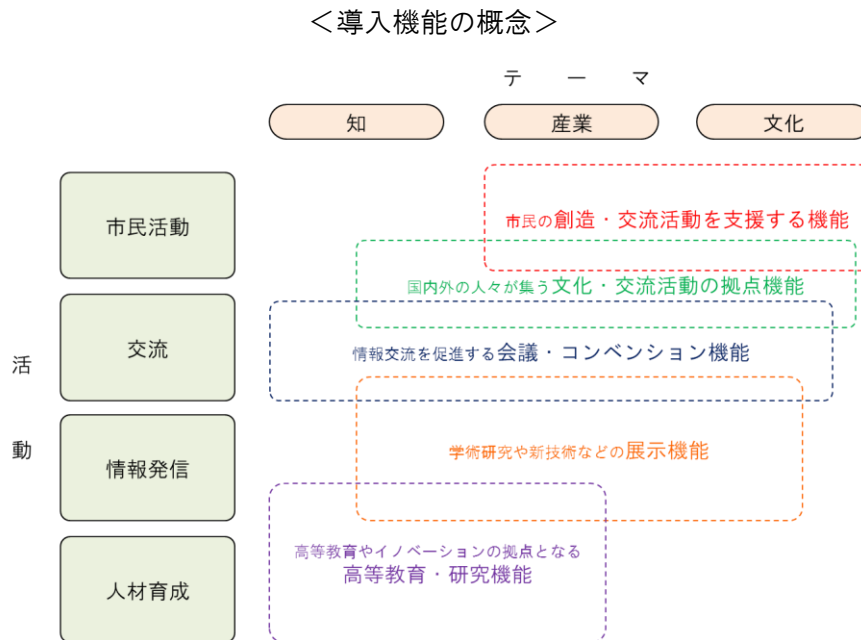 ＜導入機能の概念＞
テ ー マ
知
産業
文化
活動
市民活動
市民の創造・交流活動を支援する機能
国内外の人々が集う文化・交流活動の拠点機能
交流
情報交流を促進する会議・コンベンション機能
情報発信
学術研究や新技術などの展示機能
人材育成
高等教育やイノベーションの拠点となる
高等教育・研究機能